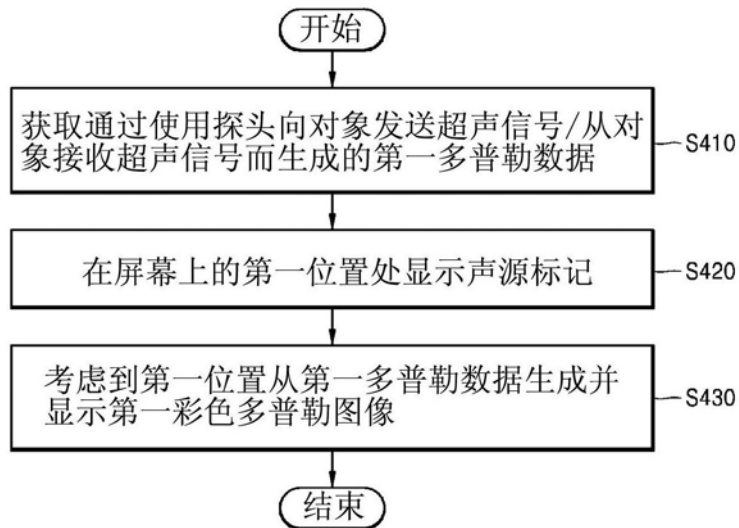 开始
获取通过使用探头向对象发送超声信号/从对
象接收超声信号而生成的第一多普勒数据
S410
在屏幕上的第一位置处显示声源标记
S420
考虑到第一位置从第一多普勒数据生成并
显示第一彩色多普勒图像
S430
结束